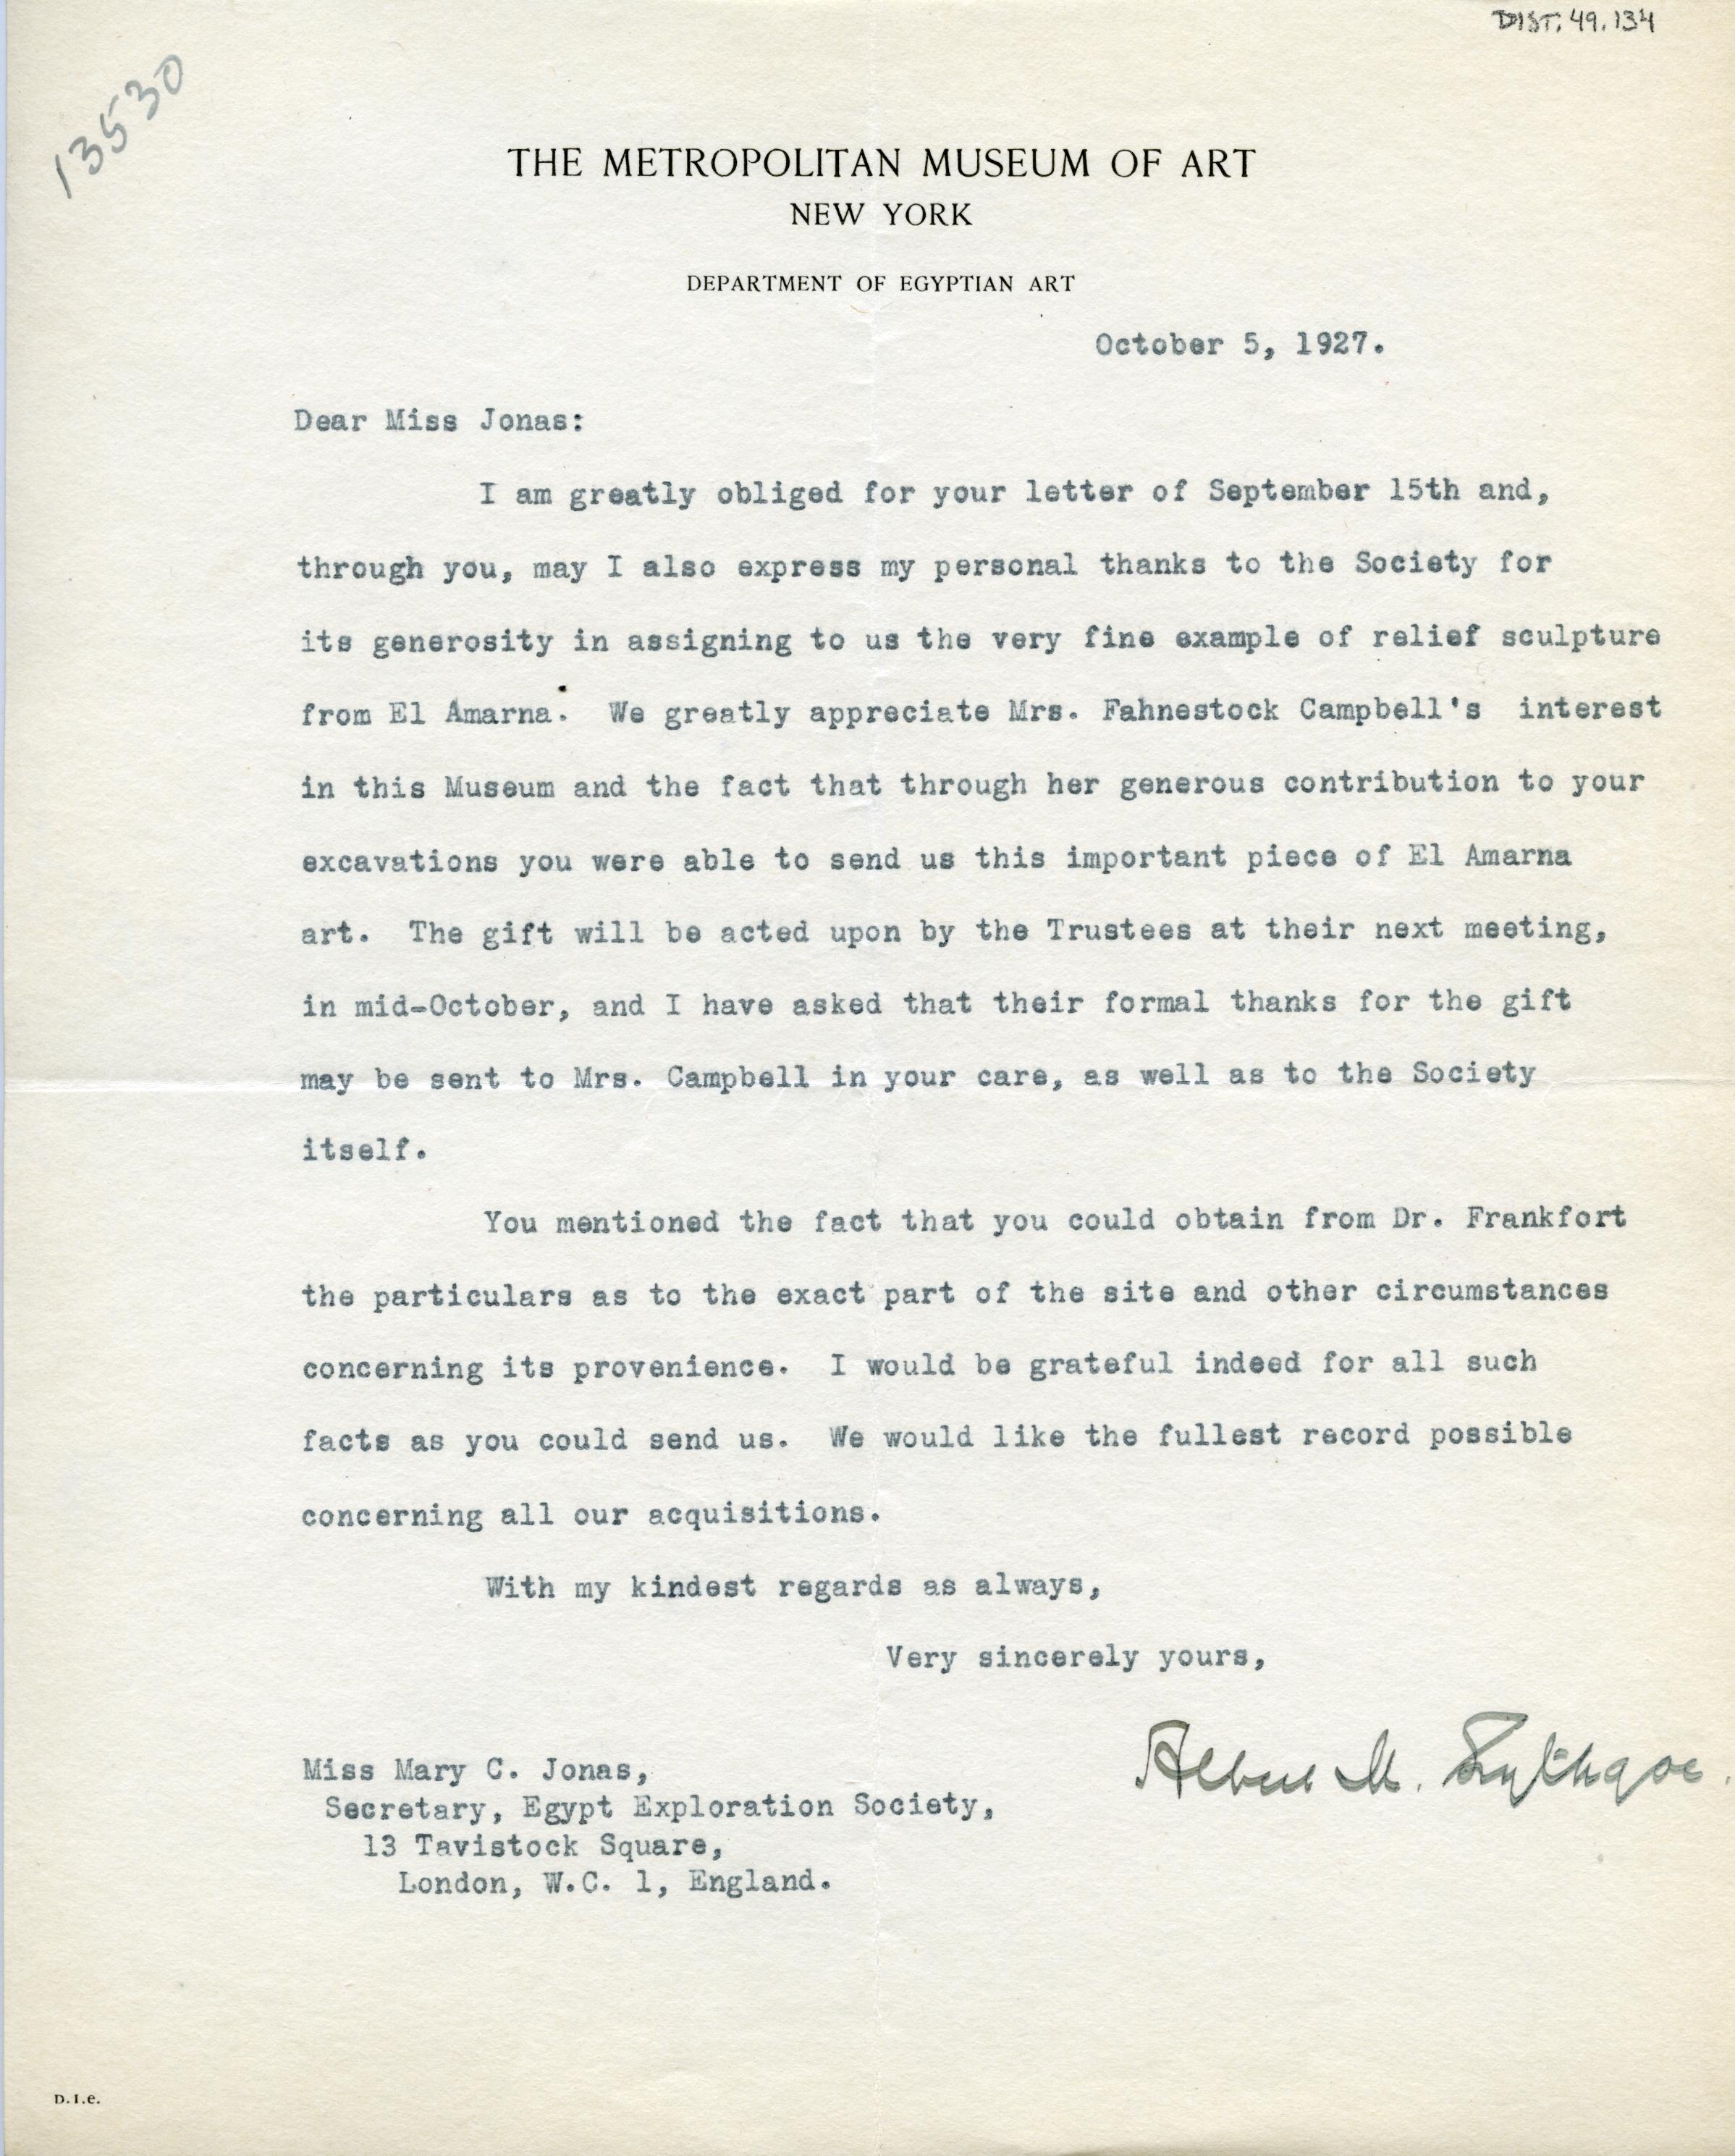 DIST. 49.134
13530
THE METROPOLITAN MUSEUM OF ART
NEW YORK
DEPARTMENT OF EGYPTIAN ART
October 5, 1927.
Dear Miss Jonas:
I am greatly obliged for your letter of September 15th and,
through you, may I also express my personal thanks to the Society for
its generosity in assigning to us the very fine example of relief sculpture
from El Amarna. We greatly appreciate Mrs. Fahnestock Campbell's interest
in this Museum and the fact that through her generous contribution to your
excavations you were able to send us this important piece of El Amarna
art. The gift will be acted upon by the Trustees at their next meeting,
in mid-October, and I have asked that their formal thanks for the gift
may be sent to Mrs. Campbell in your care, as well as to the Society
itself.
You mentioned the fact that you could obtain from Dr. Frankfort
the particulars as to the exact part of the site and other circumstances
concerning its provenience. I would be grateful indeed for all such
facts as you could send us. We would like the fullest record possible
concerning all our acquisitions.
With my kindest regards as always,
Very sincerely yours,
Albert M. Lythgoe.
Miss Mary C. Jonas,
Secretary, Egypt Exploration Society,
13 Tavistock Square,
London, W.C. 1, England.
D.I.e.